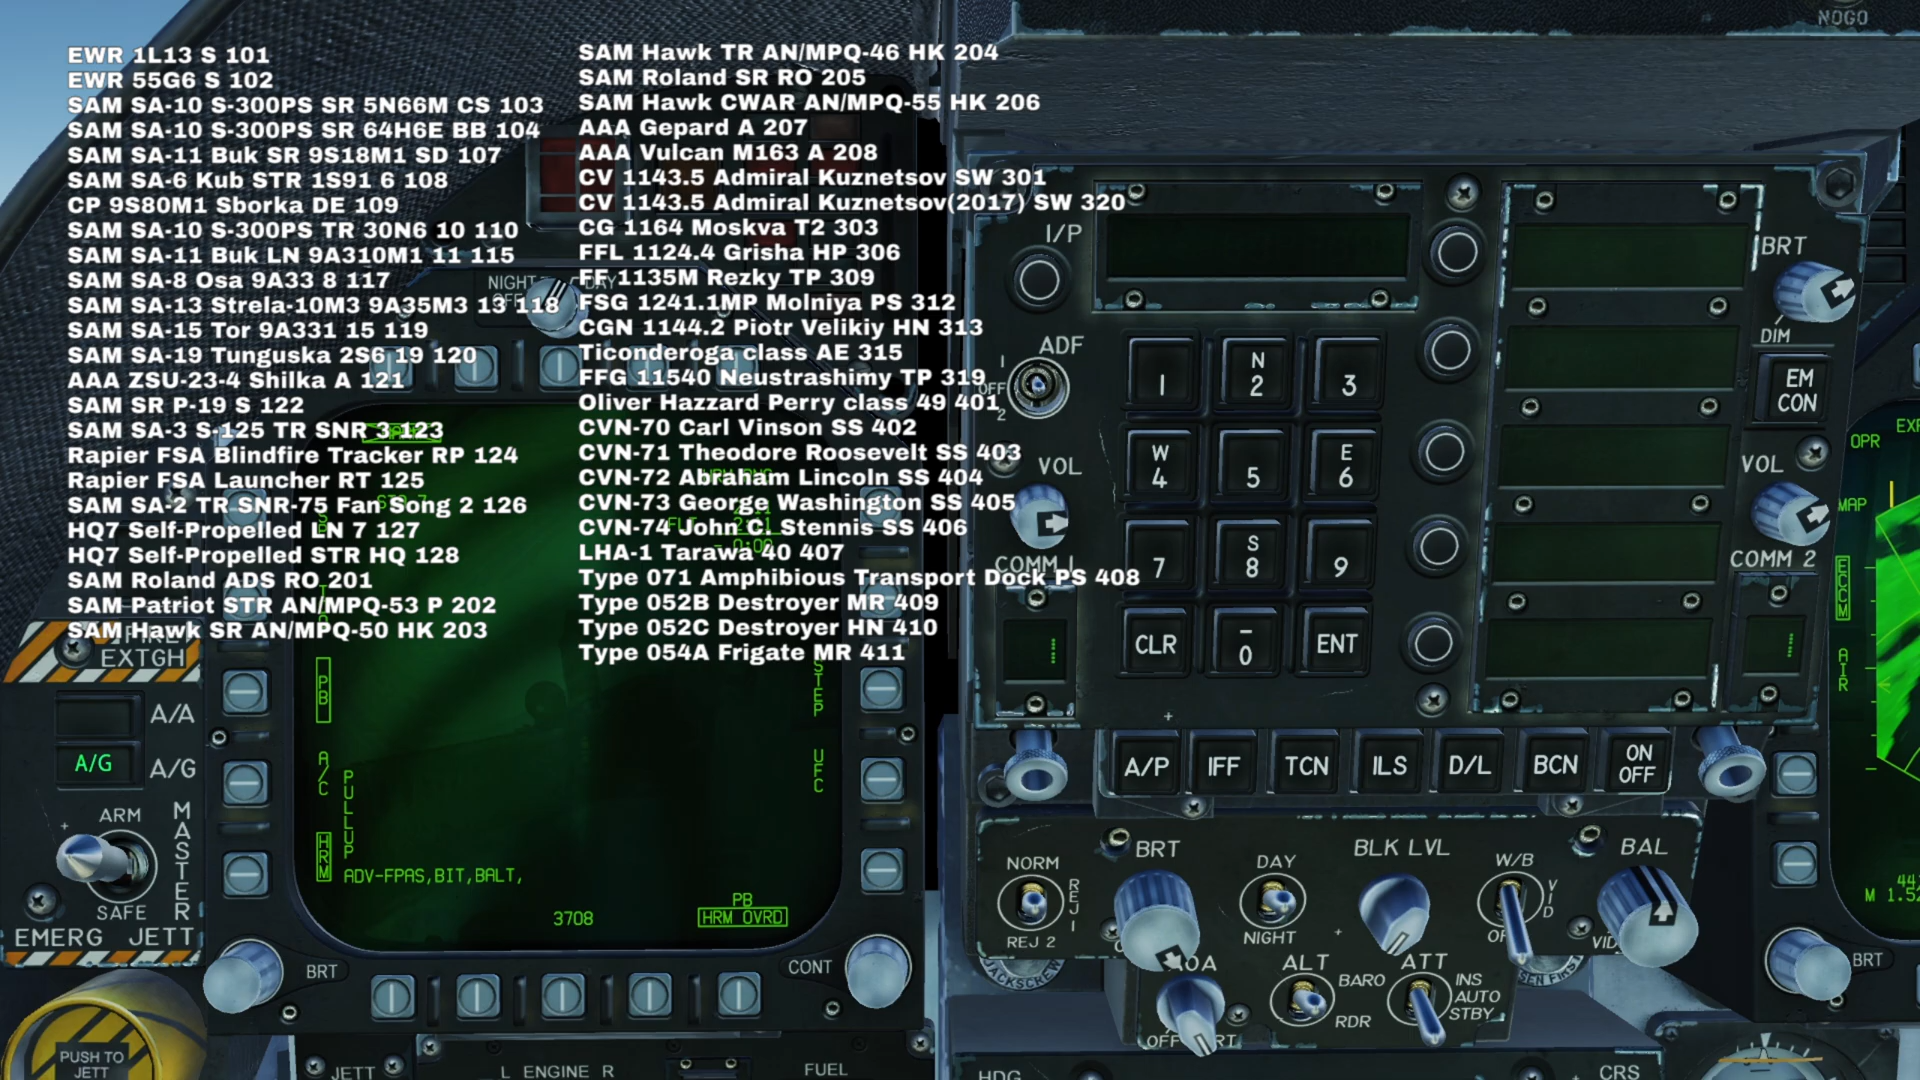 EWR 1L13 S 101
EWR 55G6 S 102
SAM SA-10 S-300PS SR 5N66M CS 103
SAM SA-10 S-300PS SR 64H6E BB 104
SAM SA-11 Buk SR 9S18M1 SD 107
SAM SA-6 Kub STR 1S91 6 108
CP 9S80M1 Sborka DE 109
SAM SA-10 S-300PS TR 30N6 10 110
SAM SA-11 Buk LN 9A310M1 11 115
SAM SA-8 Osa 9A33 8 117
SAM SA-13 Strela-10M3 9A35M3 13 118
SAM SA-15 Tor 9A331 15 119
SAM SA-19 Tunguska 2S6 19 120
AAA ZSU-23-4 Shilka A 121
SAM SR P-19 S 122
SAM SA-3 S-125 TR SNR 3 123
Rapier FSA Blindfire Tracker RP 124
Rapier FSA Launcher RT 125
SAM SA-2 TR SNR-75 Fan Song 2 126
HQ7 Self-Propelled LN 7 127
HQ7 Self-Propelled STR HQ 128
SAM Roland ADS RO 201
SAM Patriot STR AN/MPQ-53 P 202
SAM Hawk SR AN/MPQ-50 HK 203
SAM Hawk TR AN/MPQ-46 HK 204
SAM Roland SR RO 205
SAM Hawk CWAR AN/MPQ-55 HK 206
AAA Gepard A 207
AAA Vulcan M163 A 208
CV 1143.5 Admiral Kuznetsov SW 301
CV 1143.5 Admiral Kuznetsov(2017) SW 320
CG 1164 Moskva T2 303
FFL 1124.4 Grisha HP 306
FF 1135M Rezky TP 309
FSG 1241.1MP Molniya PS 312
CGN 1144.2 Piotr Velikiy HN 313
Ticonderoga class AE 315
FFG 11540 Neustrashimy TP 319
Oliver Hazzard Perry class 49 401
CVN-70 Carl Vinson SS 402
CVN-71 Theodore Roosevelt SS 403
CVN-72 Abraham Lincoln SS 404
CVN-73 George Washington SS 405
CVN-74 John C. Stennis SS 406
LHA-1 Tarawa 40 407
Type 071 Amphibious Transport Dock PS 408
Type 052B Destroyer MR 409
Type 052C Destroyer HN 410
Type 054A Frigate MR 411
NOGO
I/P
BRT
DIM
ADF
1
OFF
2
EM
CON
VOL
VOL
COMM 1
COMM 2
1
N
2
3
W
4
5
E
6
7
S
8
9
CLR
–
0
ENT
A/P
IFF
TCN
ILS
D/L
BCN
ON
OFF
NIGHT
DAY
OFF
EXTGH
A/A
A/G
A/G
ARM
SAFE
MASTER
EMERG JETT
PUSH TO
JETT
PB
A/C
PULLUP
HRM
STEP
UFC
ADV-FPAS,BIT,BALT,
3708
PB
HRM OVRD
BRT
CONT
JETT
L ENGINE R
FUEL
NORM
REJ 1
REJ 2
BRT
DAY
NIGHT
BLK LVL
W/B
VID
BAL
VID
JACKSCREW
ALT
BARO
RDR
ATT
INS
AUTO
STBY
HDG
CRS
OPR
MAP
ECCM
AIR
BRT